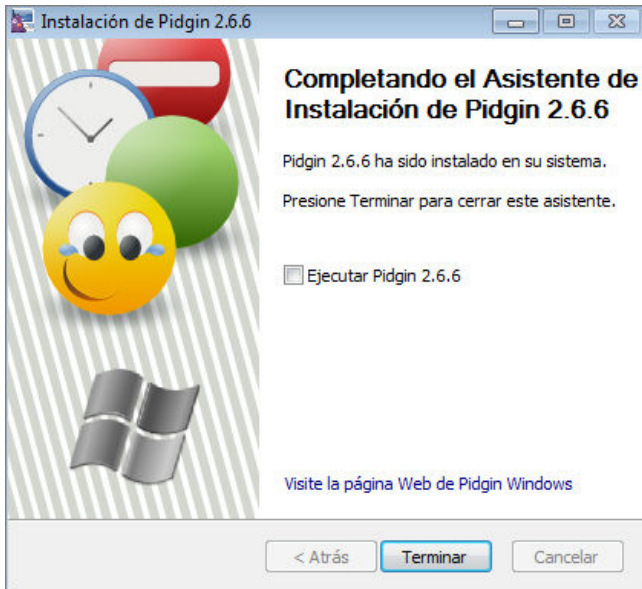 Instalación de Pidgin 2.6.6
Completando el Asistente de
Instalación de Pidgin 2.6.6
Pidgin 2.6.6 ha sido instalado en su sistema.
Presione Terminar para cerrar este asistente.
Ejecutar Pidgin 2.6.6
Visite la página Web de Pidgin Windows
< Atrás Terminar Cancelar